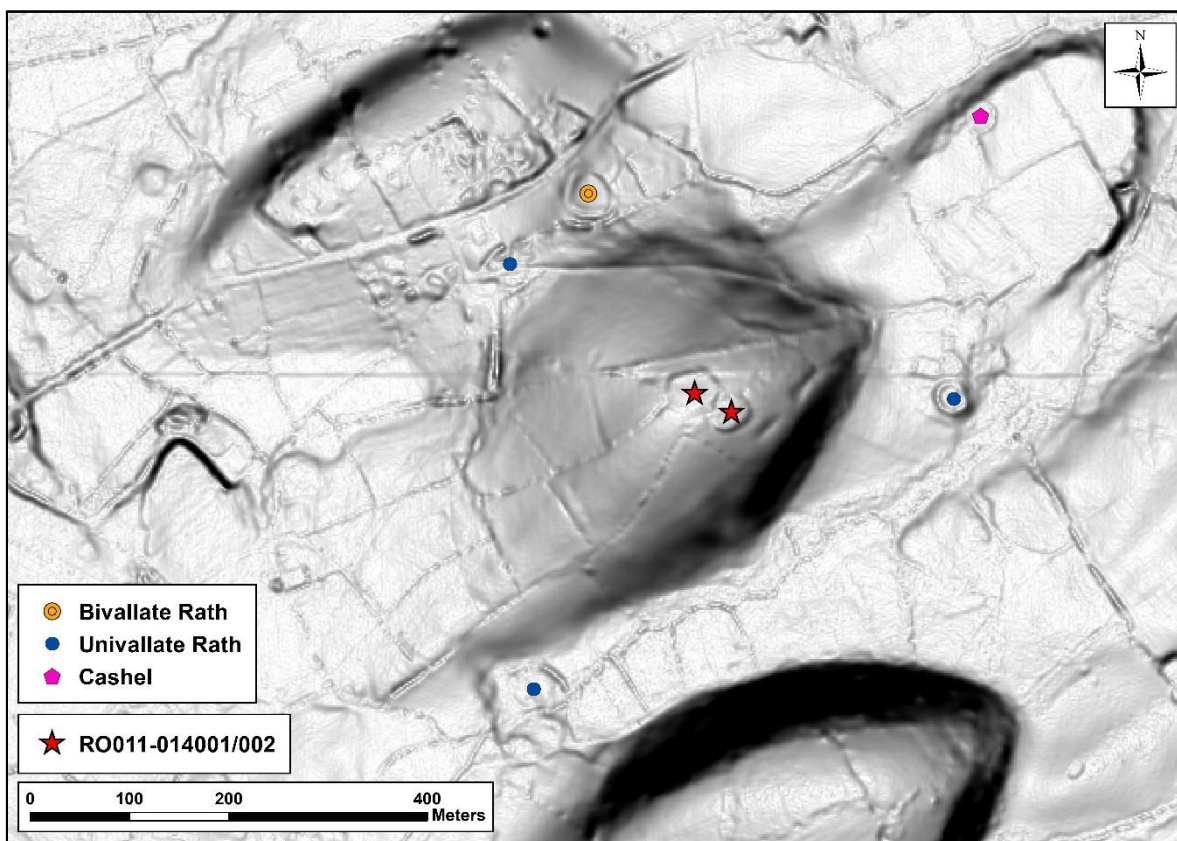 N
Bivallate Rath
Univallate Rath
Cashel
RO011-014001/002
0 100 200 400
Meters